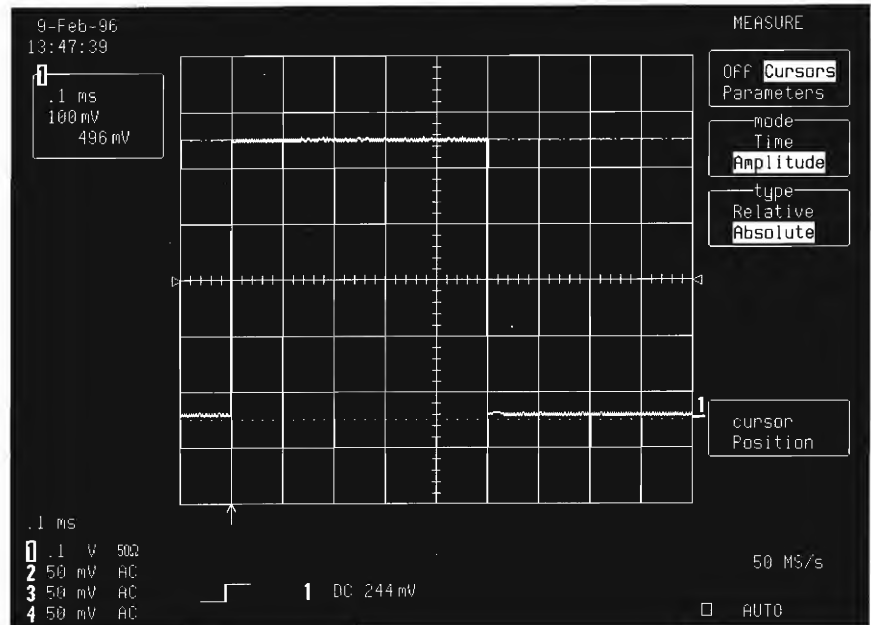 9-Feb-96
13:47:39
1
.1 ms
100 mV
496 mV
MEASURE
Off Cursors
Parameters
mode
Time
Amplitude
type
Relative
Absolute
1
cursor
Position
.1 ms
1 .1 V 50Ω
2 50 mV AC
3 50 mV AC
4 50 mV AC
1 DC 244 mV
50 MS/s
AUTO